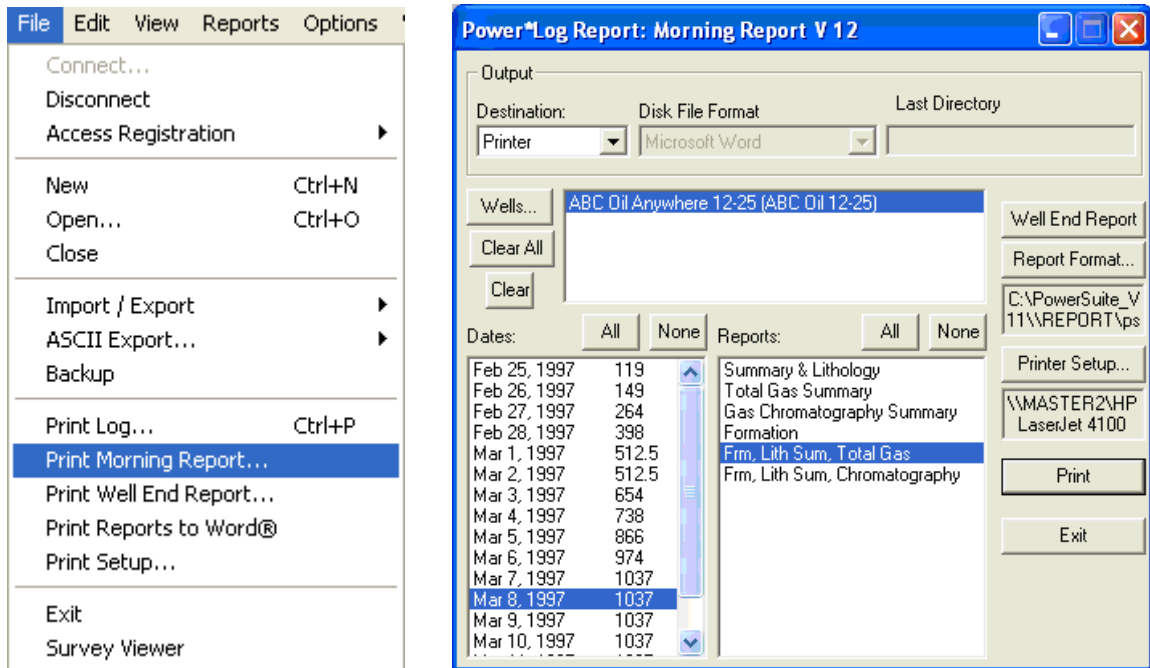 File Edit View Reports Options
Connect...
Disconnect
Access Registration
New Ctrl+N
Open... Ctrl+O
Close
Import / Export
ASCII Export...
Backup
Print Log... Ctrl+P
Print Morning Report...
Print Well End Report...
Print Reports to Word®
Print Setup...
Exit
Survey Viewer
Power*Log Report: Morning Report V 12
Output
Destination: Disk File Format Last Directory
Printer Microsoft Word
Wells...
ABC Oil Anywhere 12-25 (ABC Oil 12-25)
Clear All
Clear
Well End Report
Report Format...
C:\PowerSuite_V
11\\REPORT\ps
Printer Setup...
\\MASTER2\HP
LaserJet 4100
Print
Exit
Dates: All None
Feb 25, 1997 119
Feb 26, 1997 149
Feb 27, 1997 264
Feb 28, 1997 398
Mar 1, 1997 512.5
Mar 2, 1997 512.5
Mar 3, 1997 654
Mar 4, 1997 738
Mar 5, 1997 866
Mar 6, 1997 974
Mar 7, 1997 1037
Mar 8, 1997 1037
Mar 9, 1997 1037
Mar 10, 1997 1037
Reports: All None
Summary & Lithology
Total Gas Summary
Gas Chromatography Summary
Formation
Frm, Lith Sum, Total Gas
Frm, Lith Sum, Chromatography